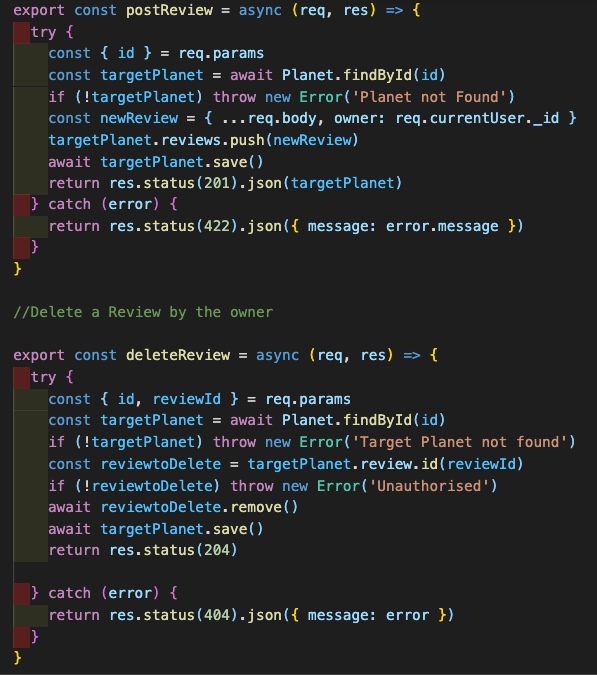 export const postReview = async (req, res) => {
  try {
    const { id } = req.params
    const targetPlanet = await Planet.findById(id)
    if (!targetPlanet) throw new Error('Planet not Found')
    const newReview = { ...req.body, owner: req.currentUser._id }
    targetPlanet.reviews.push(newReview)
    await targetPlanet.save()
    return res.status(201).json(targetPlanet)
  } catch (error) {
    return res.status(422).json({ message: error.message })
  }
}

//Delete a Review by the owner

export const deleteReview = async (req, res) => {
  try {
    const { id, reviewId } = req.params
    const targetPlanet = await Planet.findById(id)
    if (!targetPlanet) throw new Error('Target Planet not found')
    const reviewtoDelete = targetPlanet.review.id(reviewId)
    if (!reviewtoDelete) throw new Error('Unauthorised')
    await reviewtoDelete.remove()
    await targetPlanet.save()
    return res.status(204)

  } catch (error) {
    return res.status(404).json({ message: error })
  }
}